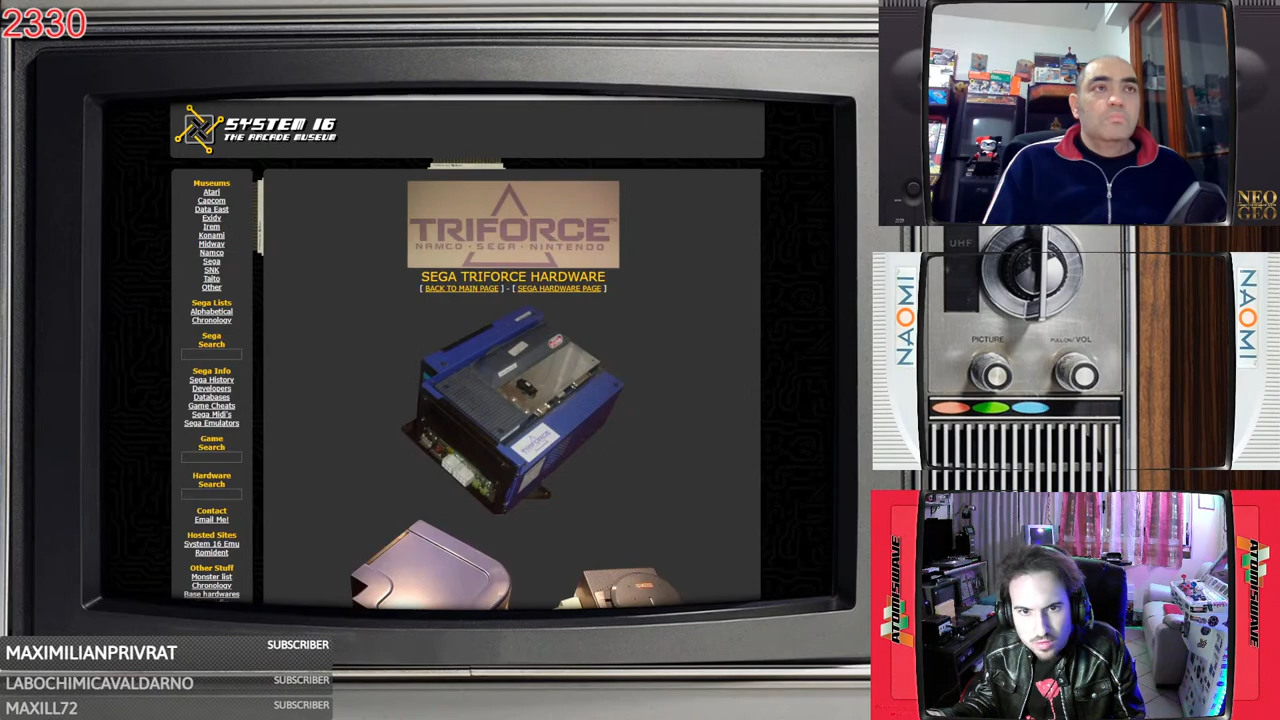 2330
SYSTEM 16
THE ARCADE MUSEUM
Museums
Atari
Capcom
Data East
Exidy
Irem
Konami
Midway
Namco
Sega
SNK
Taito
Other
Sega Lists
Alphabetical
Chronology
Sega
Search
Sega Info
Sega History
Developers
Databases
Game Cheats
Sega Midi's
Sega Emulators
Game
Search
Hardware
Search
Contact
Email Me!
Hosted Sites
System 16 Emu
Romident
Other Stuff
Monster list
Chronology
Base hardwares
TRIFORCE™
NAMCO·SEGA·NINTENDO
SEGA TRIFORCE HARDWARE
[ BACK TO MAIN PAGE ] - [ SEGA HARDWARE PAGE ]
TRIFORCE
NEO
GEO
UHF
PICTURE
PULL ON/VOL
NAOMI
NAOMI
ATOMISWAVE
ATOMISWAVE
MAXIMILIANPRIVRAT SUBSCRIBER
LABOCHIMICAVALDARNO SUBSCRIBER
MAXILL72 SUBSCRIBER